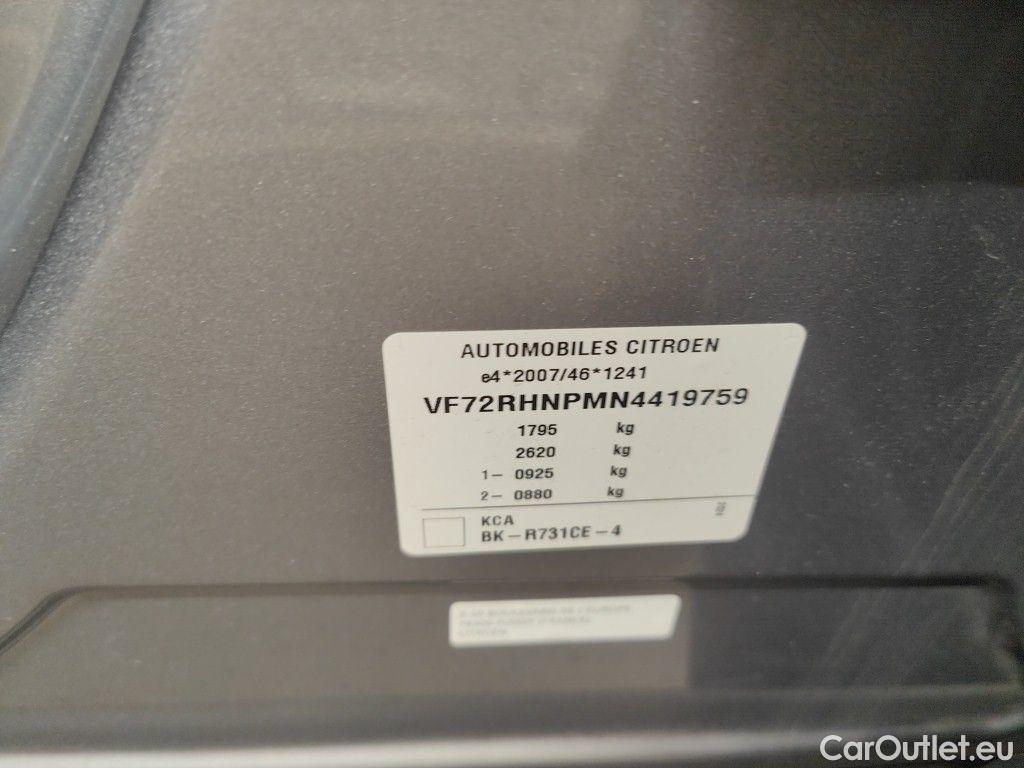 AUTOMOBILES CITROEN
e4*2007/46*1241
VF72RHNPMN4419759
1795 kg
2620 kg
1– 0925 kg
2– 0880 kg
KCA
BK–R731CE–4
CITROEN
CarOutlet.eu